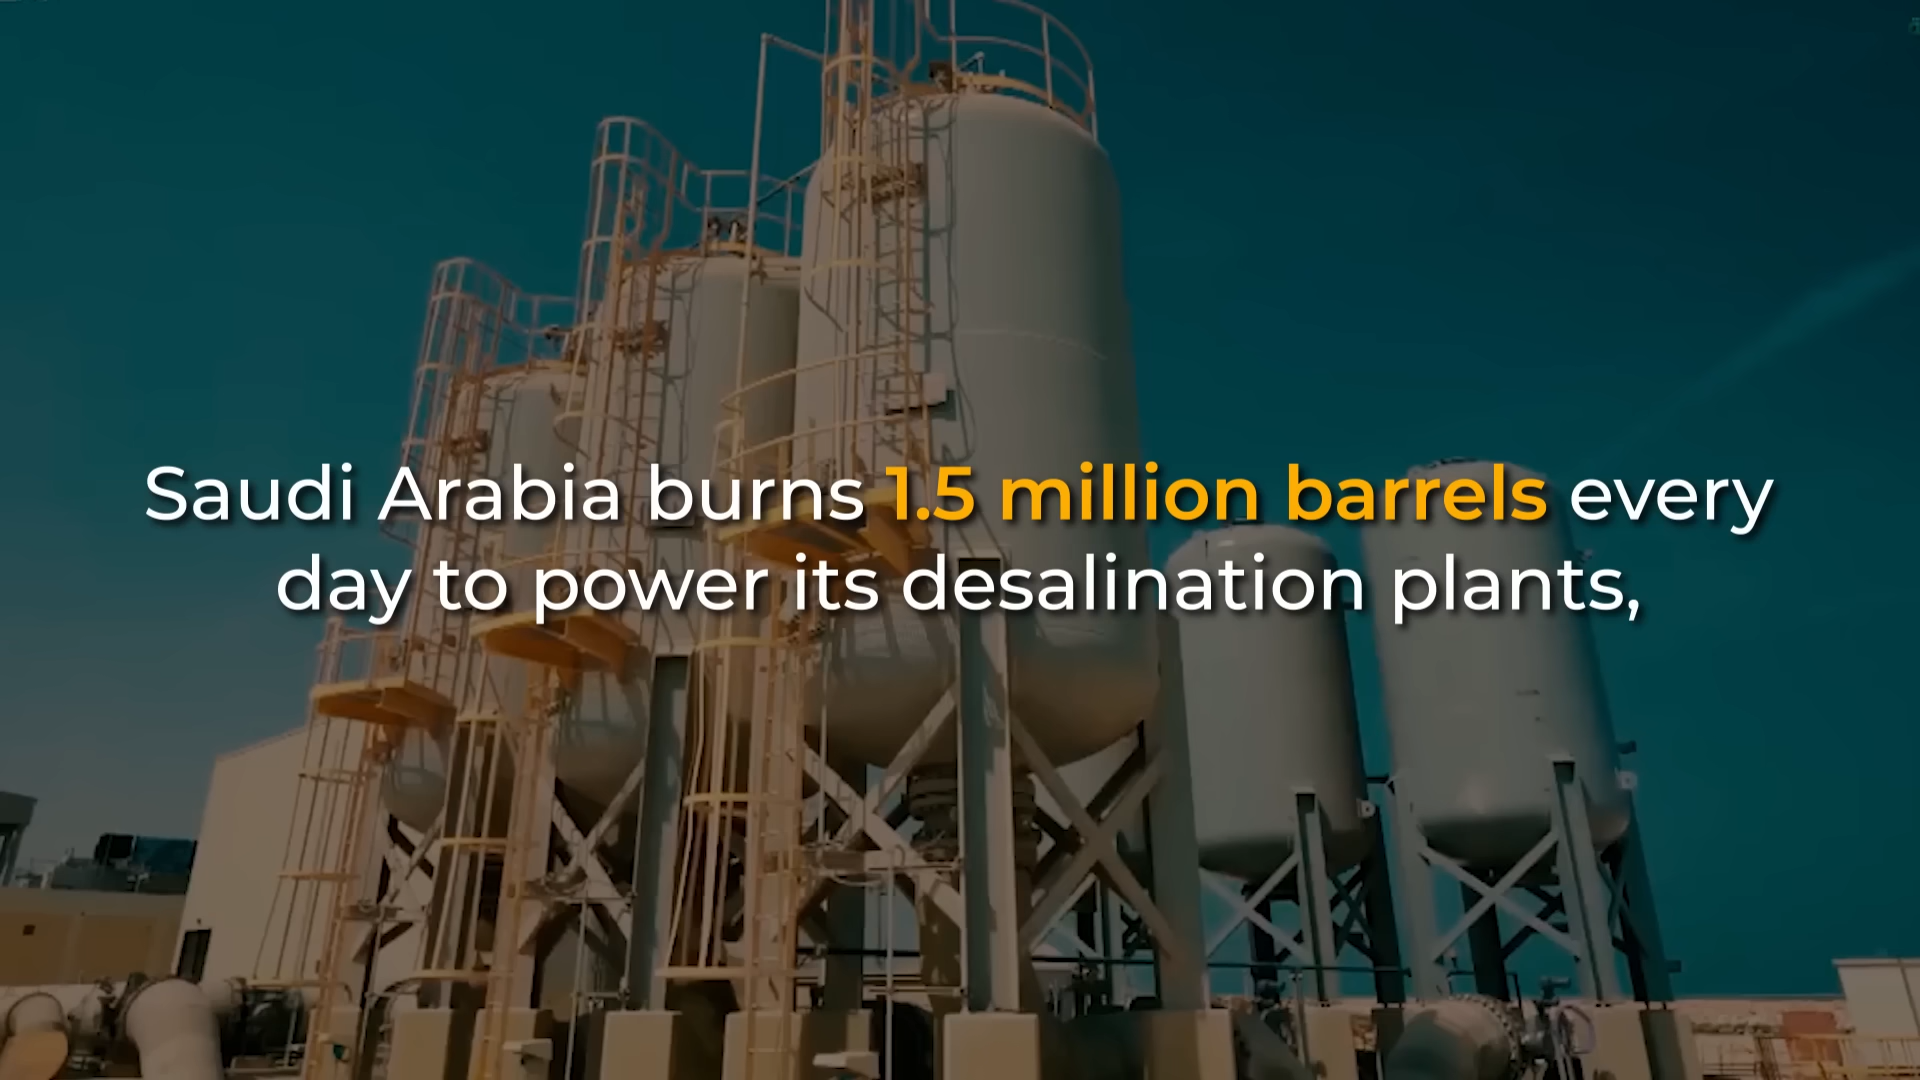 Saudi Arabia burns 1.5 million barrels every
day to power its desalination plants,